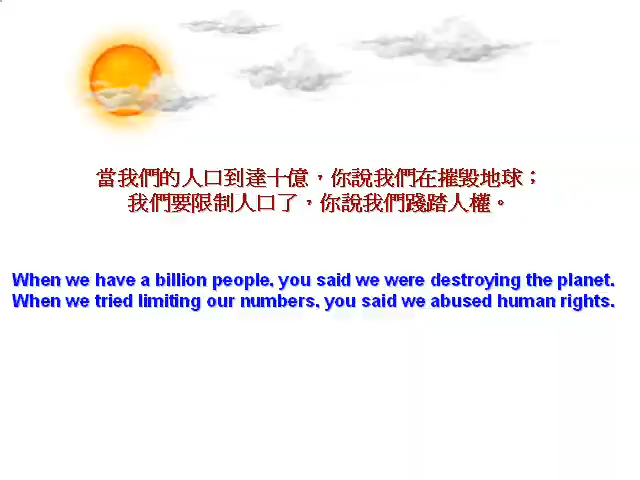 當我們的人口到達十億，你說我們在摧毀地球；
我們要限制人口了，你說我們踐踏人權。
When we have a billion people, you said we were destroying the planet.
When we tried limiting our numbers, you said we abused human rights.